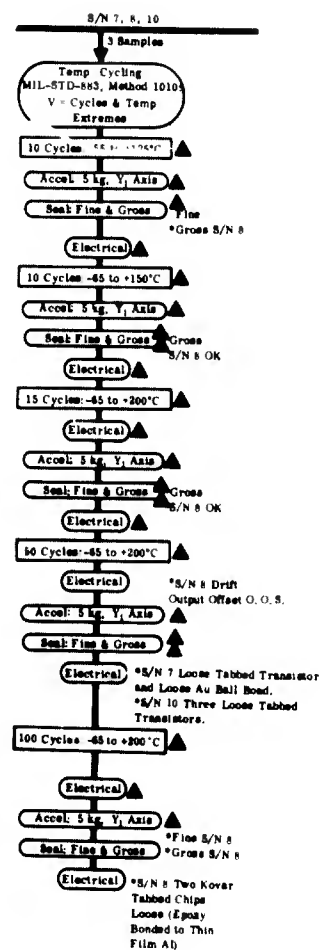 S/N 7, 8, 10
3 Samples
Temp Cycling
MIL-STD-883, Method 1010
V = Cycles & Temp
Extremes
10 Cycles: -55 to +125°C
Accel: 5 kg, Y₁ Axis
Seal: Fine & Gross
Fine
*Gross S/N 8
Electrical
10 Cycles -65 to +150°C
Accel: 5 kg, Y₁ Axis
Seal: Fine & Gross
Gross
S/N 8 OK
Electrical
15 Cycles: -65 to +200°C
Electrical
Accel: 5 kg, Y₁ Axis
Seal: Fine & Gross
Gross
S/N 8 OK
Electrical
50 Cycles: -65 to +200°C
Electrical
*S/N 8 Drift
Output Offset O.O.S.
Accel: 5 kg, Y₁ Axis
Seal: Fine & Gross
Electrical
*S/N 7 Loose Tabbed Transistor
and Loose Au Ball Bond.
*S/N 10 Three Loose Tabbed
Transistors.
100 Cycles: -65 to +200°C
Electrical
Accel: 5 kg, Y₁ Axis
*Fine S/N 8
Seal: Fine & Gross
*Gross S/N 8
Electrical
*S/N 8 Two Kovar
Tabbed Chips
Loose (Epoxy
Bonded to Thin
Film Al)